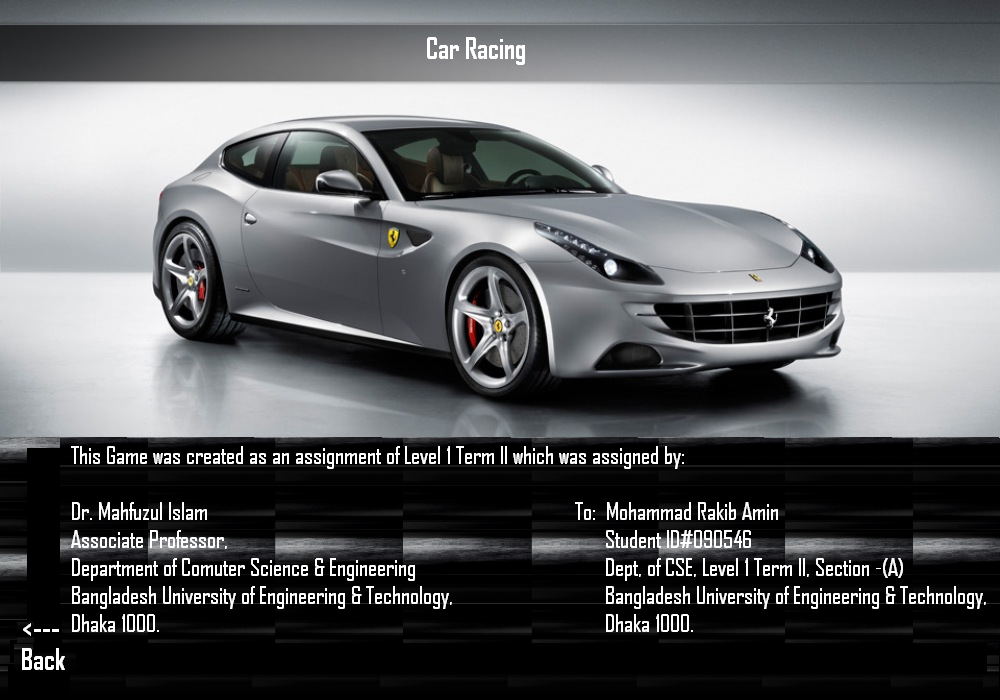 Car Racing
This Game was created as an assignment of Level 1 Term II which was assigned by:
Dr. Mahfuzul Islam
Associate Professor,
Department of Comuter Science & Engineering
Bangladesh University of Engineering & Technology,
Dhaka 1000.
To: Mohammad Rakib Amin
Student ID#090546
Dept, of CSE, Level 1 Term II, Section -(A)
Bangladesh University of Engineering & Technology,
Dhaka 1000.
<---
Back